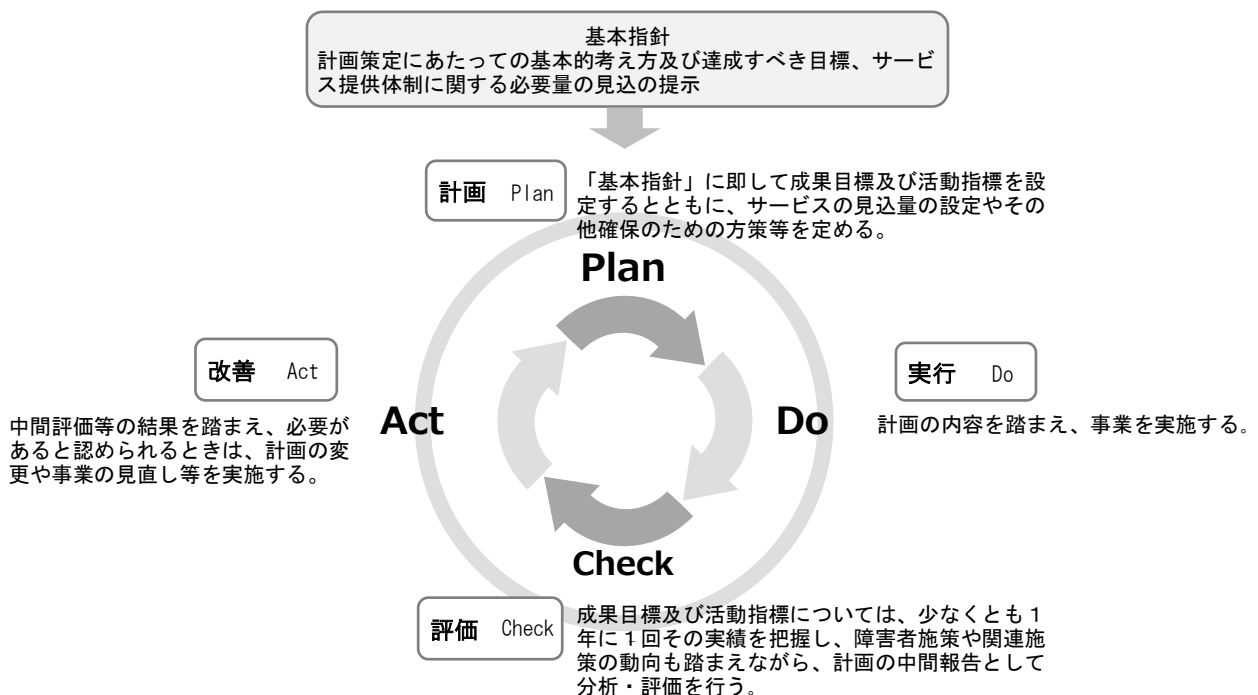 基本指針
計画策定にあたっての基本的考え方及び達成すべき目標、サービ
ス提供体制に関する必要量の見込の提示
計画 Plan
「基本指針」に即して成果目標及び活動指標を設
定するとともに、サービスの見込量の設定やその
他確保のための方策等を定める。
Plan
改善 Act
中間評価等の結果を踏まえ、必要が
あると認められるときは、計画の変
更や事業の見直し等を実施する。
Act
Do
実行 Do
計画の内容を踏まえ、事業を実施する。
Check
評価 Check
成果目標及び活動指標については、少なくとも1
年に1回その実績を把握し、障害者施策や関連施
策の動向も踏まえながら、計画の中間報告として
分析・評価を行う。